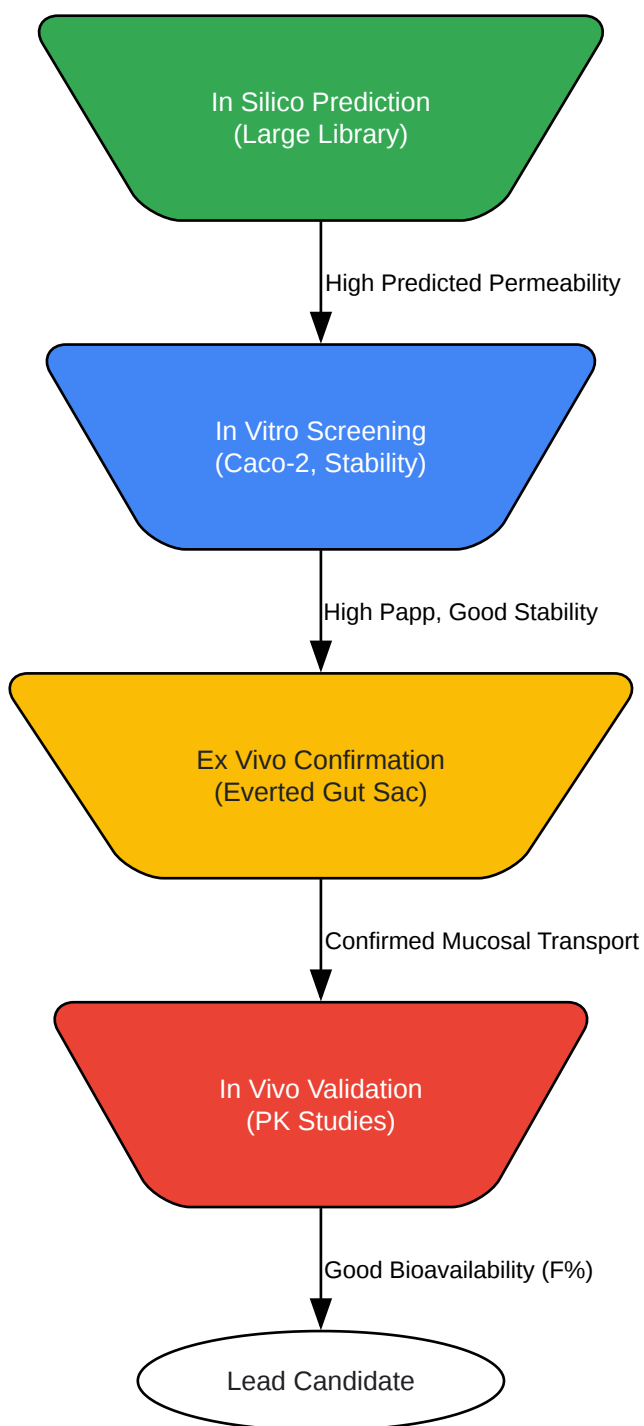 In Silico Prediction
(Large Library)
High Predicted Permeability
In Vitro Screening
(Caco-2, Stability)
High Papp, Good Stability
Ex Vivo Confirmation
(Everted Gut Sac)
Confirmed Mucosal Transport
In Vivo Validation
(PK Studies)
Good Bioavailability (F%)
Lead Candidate